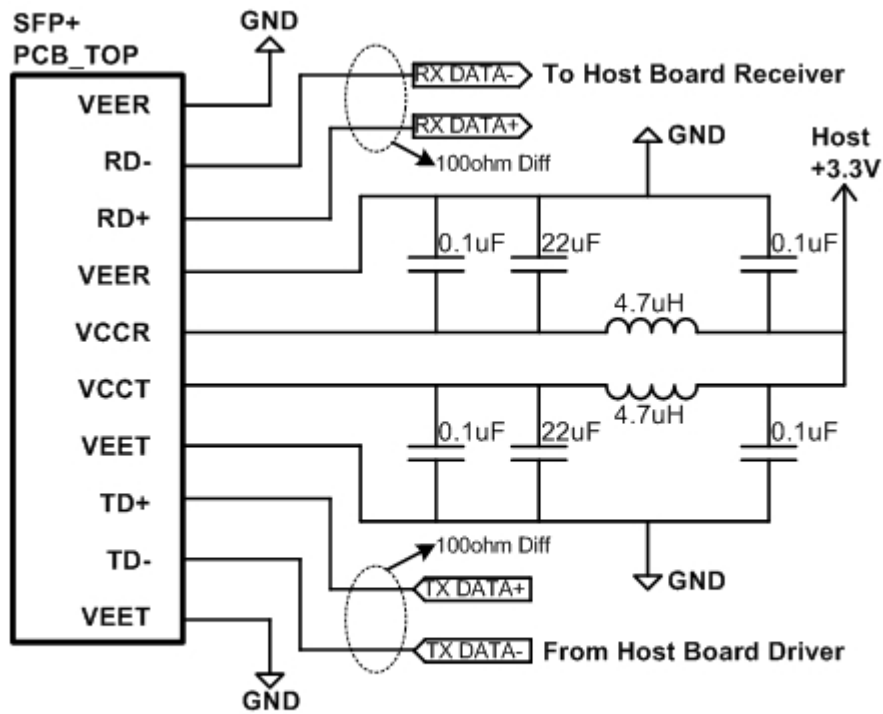 SFP+
PCB_TOP
GND
VEER
RD-
RD+
VEER
VCCR
VCCT
VEET
TD+
TD-
VEET
GND
RX DATA-
To Host Board Receiver
RX DATA+
100ohm Diff
GND
Host
+3.3V
0.1uF
22uF
0.1uF
4.7uH
4.7uH
0.1uF
22uF
0.1uF
100ohm Diff
GND
TX DATA+
TX DATA-
From Host Board Driver